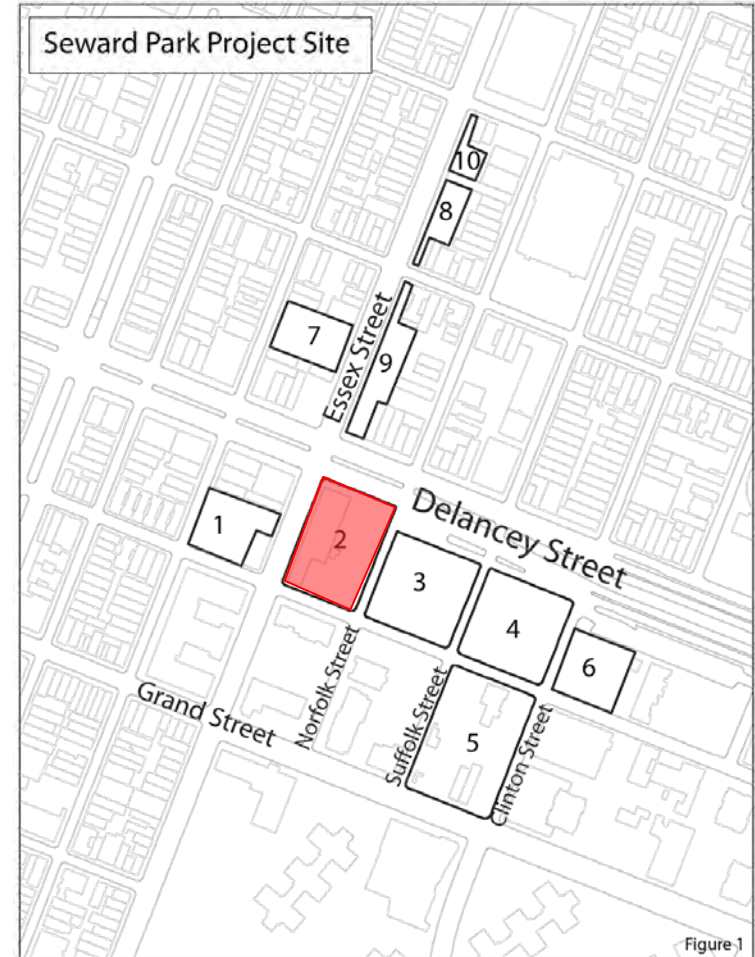 Seward Park Project Site
10
8
Essex Street
7
9
Delancey Street
1
2
3
4
6
Norfolk Street
Grand Street
Suffolk Street
5
Clinton Street
Figure 1